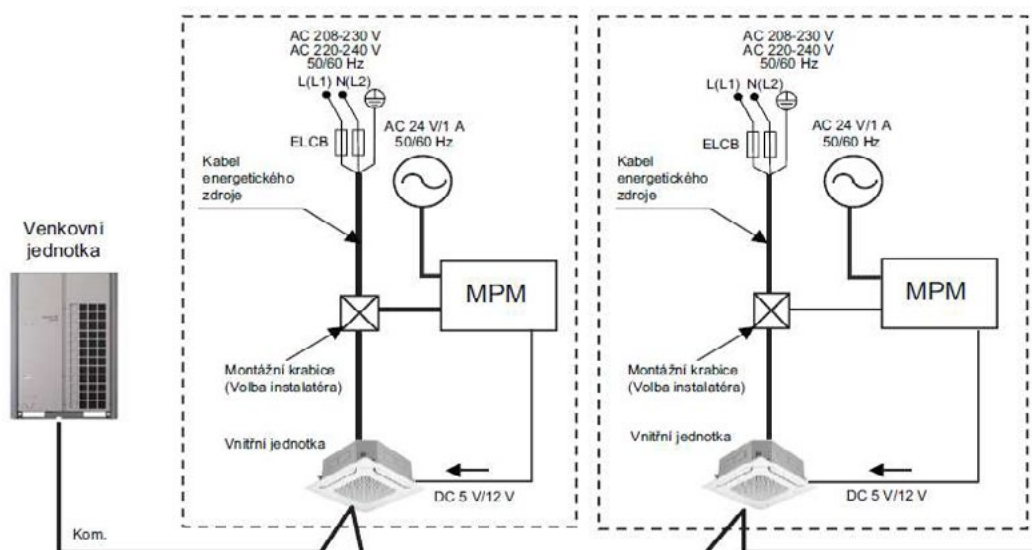 Venkovní
jednotka
Kom.
AC 208-230 V
AC 220-240 V
50/60 Hz
L(L1) N(L2)
ELCB
AC 24 V/1 A
50/60 Hz
Kabel
energetického
zdroje
MPM
Montážní krabice
(Volba instalatéra)
Vnitřní jednotka
DC 5 V/12 V
AC 208-230 V
AC 220-240 V
50/60 Hz
L(L1) N(L2)
ELCB
AC 24 V/1 A
50/60 Hz
Kabel
energetického
zdroje
MPM
Montážní krabice
(Volba instalatéra)
Vnitřní jednotka
DC 5 V/12 V